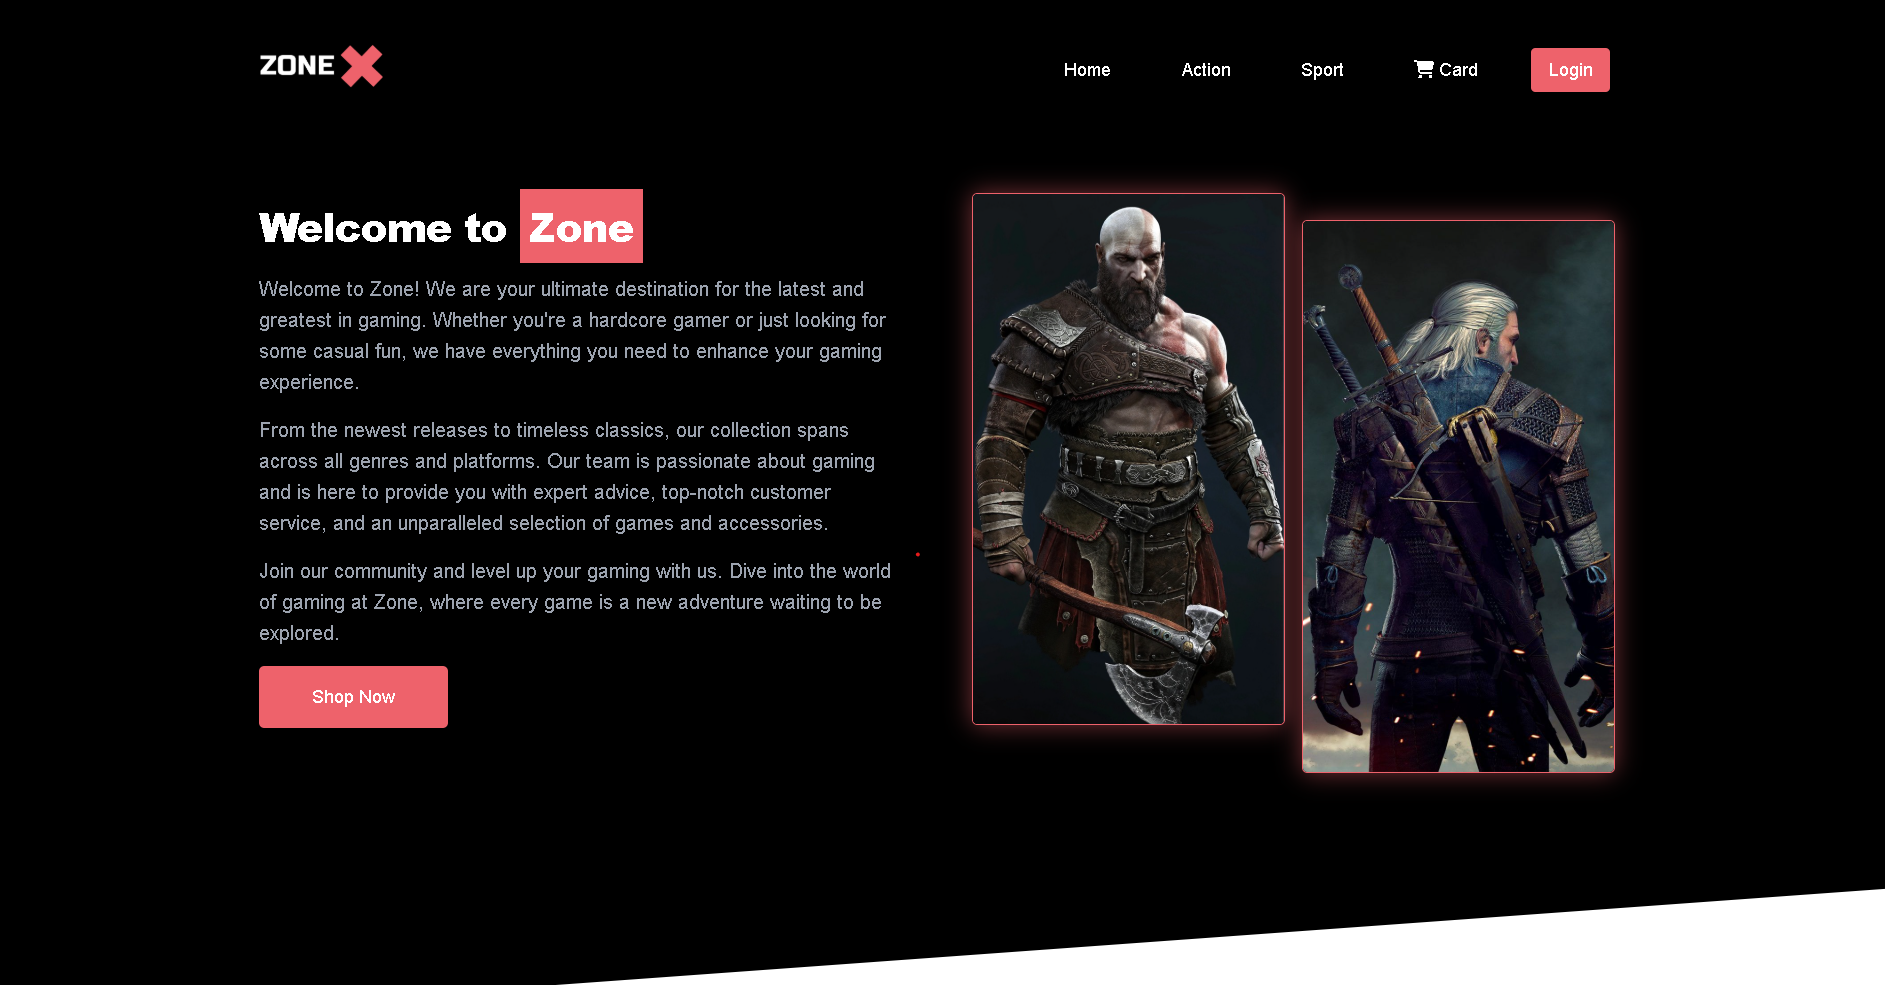 ZONE X
Home
Action
Sport
Card
Login
Welcome to Zone
Welcome to Zone! We are your ultimate destination for the latest and
greatest in gaming. Whether you're a hardcore gamer or just looking for
some casual fun, we have everything you need to enhance your gaming
experience.
From the newest releases to timeless classics, our collection spans
across all genres and platforms. Our team is passionate about gaming
and is here to provide you with expert advice, top-notch customer
service, and an unparalleled selection of games and accessories.
Join our community and level up your gaming with us. Dive into the world
of gaming at Zone, where every game is a new adventure waiting to be
explored.
Shop Now